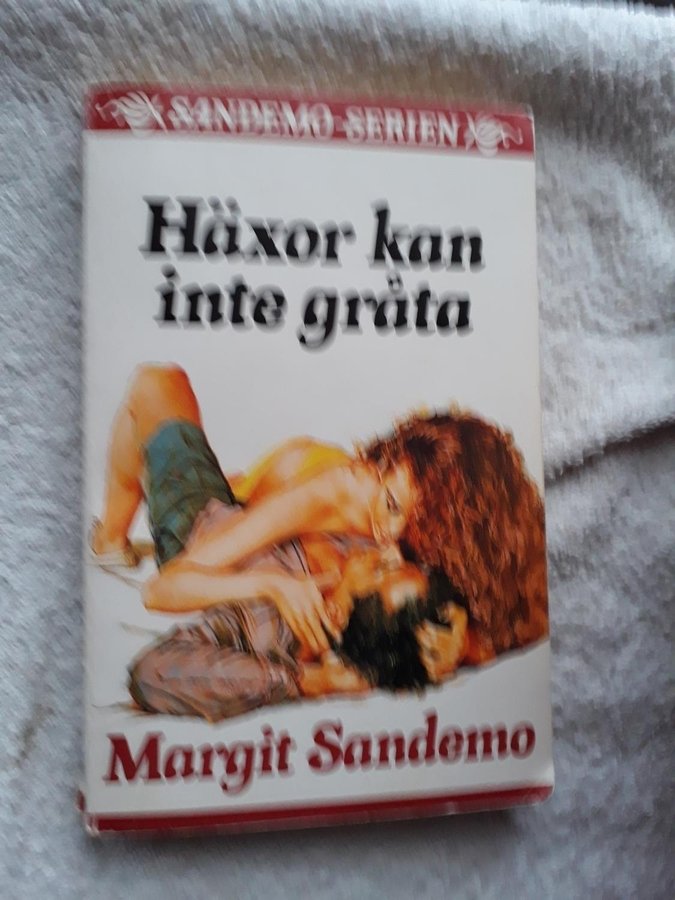 SANDEMO-SERIEN
Häxor kan
inte gråta
Margit Sandemo